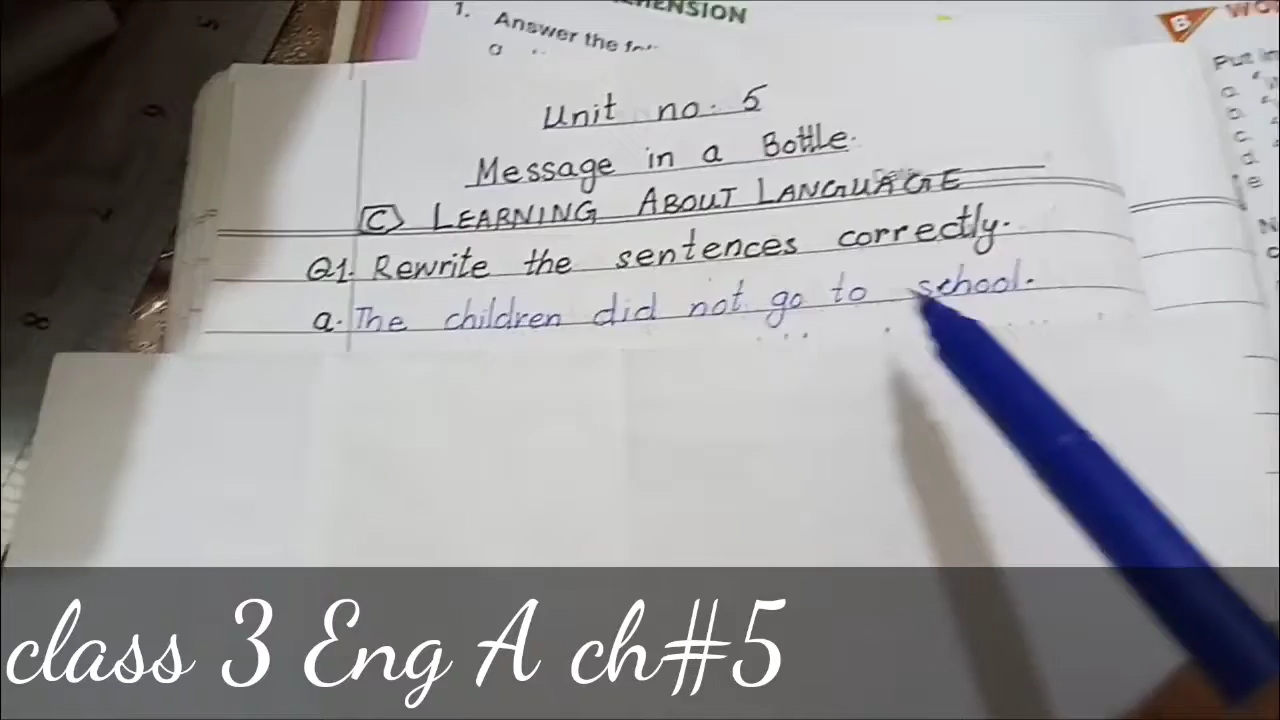 1. Answer the
Unit no. 5
Message in a Bottle.
C) LEARNING ABOUT LANGUAGE
Q1. Rewrite the sentences correctly.
a. The children did not go to school.
B
Put
a
b
c
d
e
class 3 Eng A ch#5